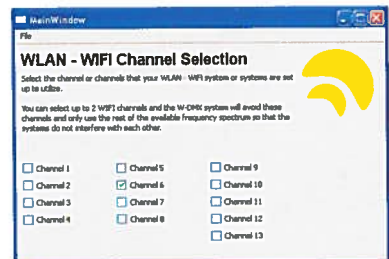 MainWindow
File
WLAN - WIFI Channel Selection
Select the channel or channels that your WLAN - WIFI system or systems are set
up to utilize.
You can select up to 2 WIFI channels and the W-DMX system will avoid these
channels and only use the rest of the available frequency spectrum so that the
systems do not interfere with each other.
Channel 1 Channel 5 Channel 9
Channel 2 Channel 6 Channel 10
Channel 3 Channel 7 Channel 11
Channel 4 Channel 8 Channel 12
Channel 13